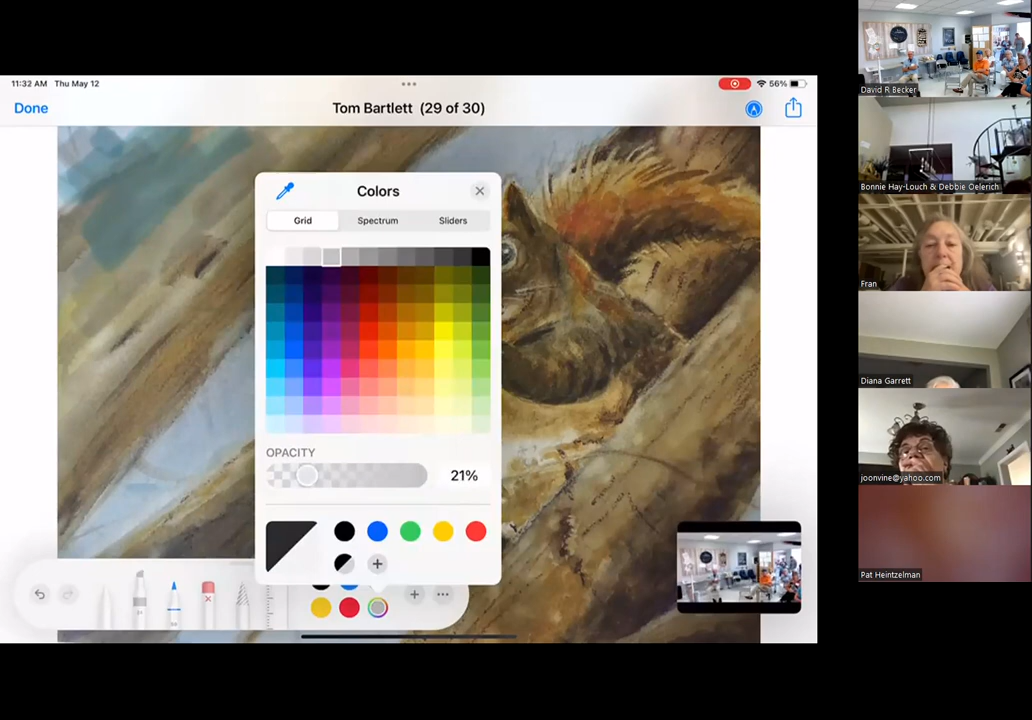 11:32 AM Thu May 12
56%
Done
Tom Bartlett (29 of 30)
Colors
Grid
Spectrum
Sliders
OPACITY
21%
David R Becker
Bonnie Hay-Louch & Debbie Oelerich
Fran
Diana Garrett
joonvine@yahoo.com
Pat Heintzelman